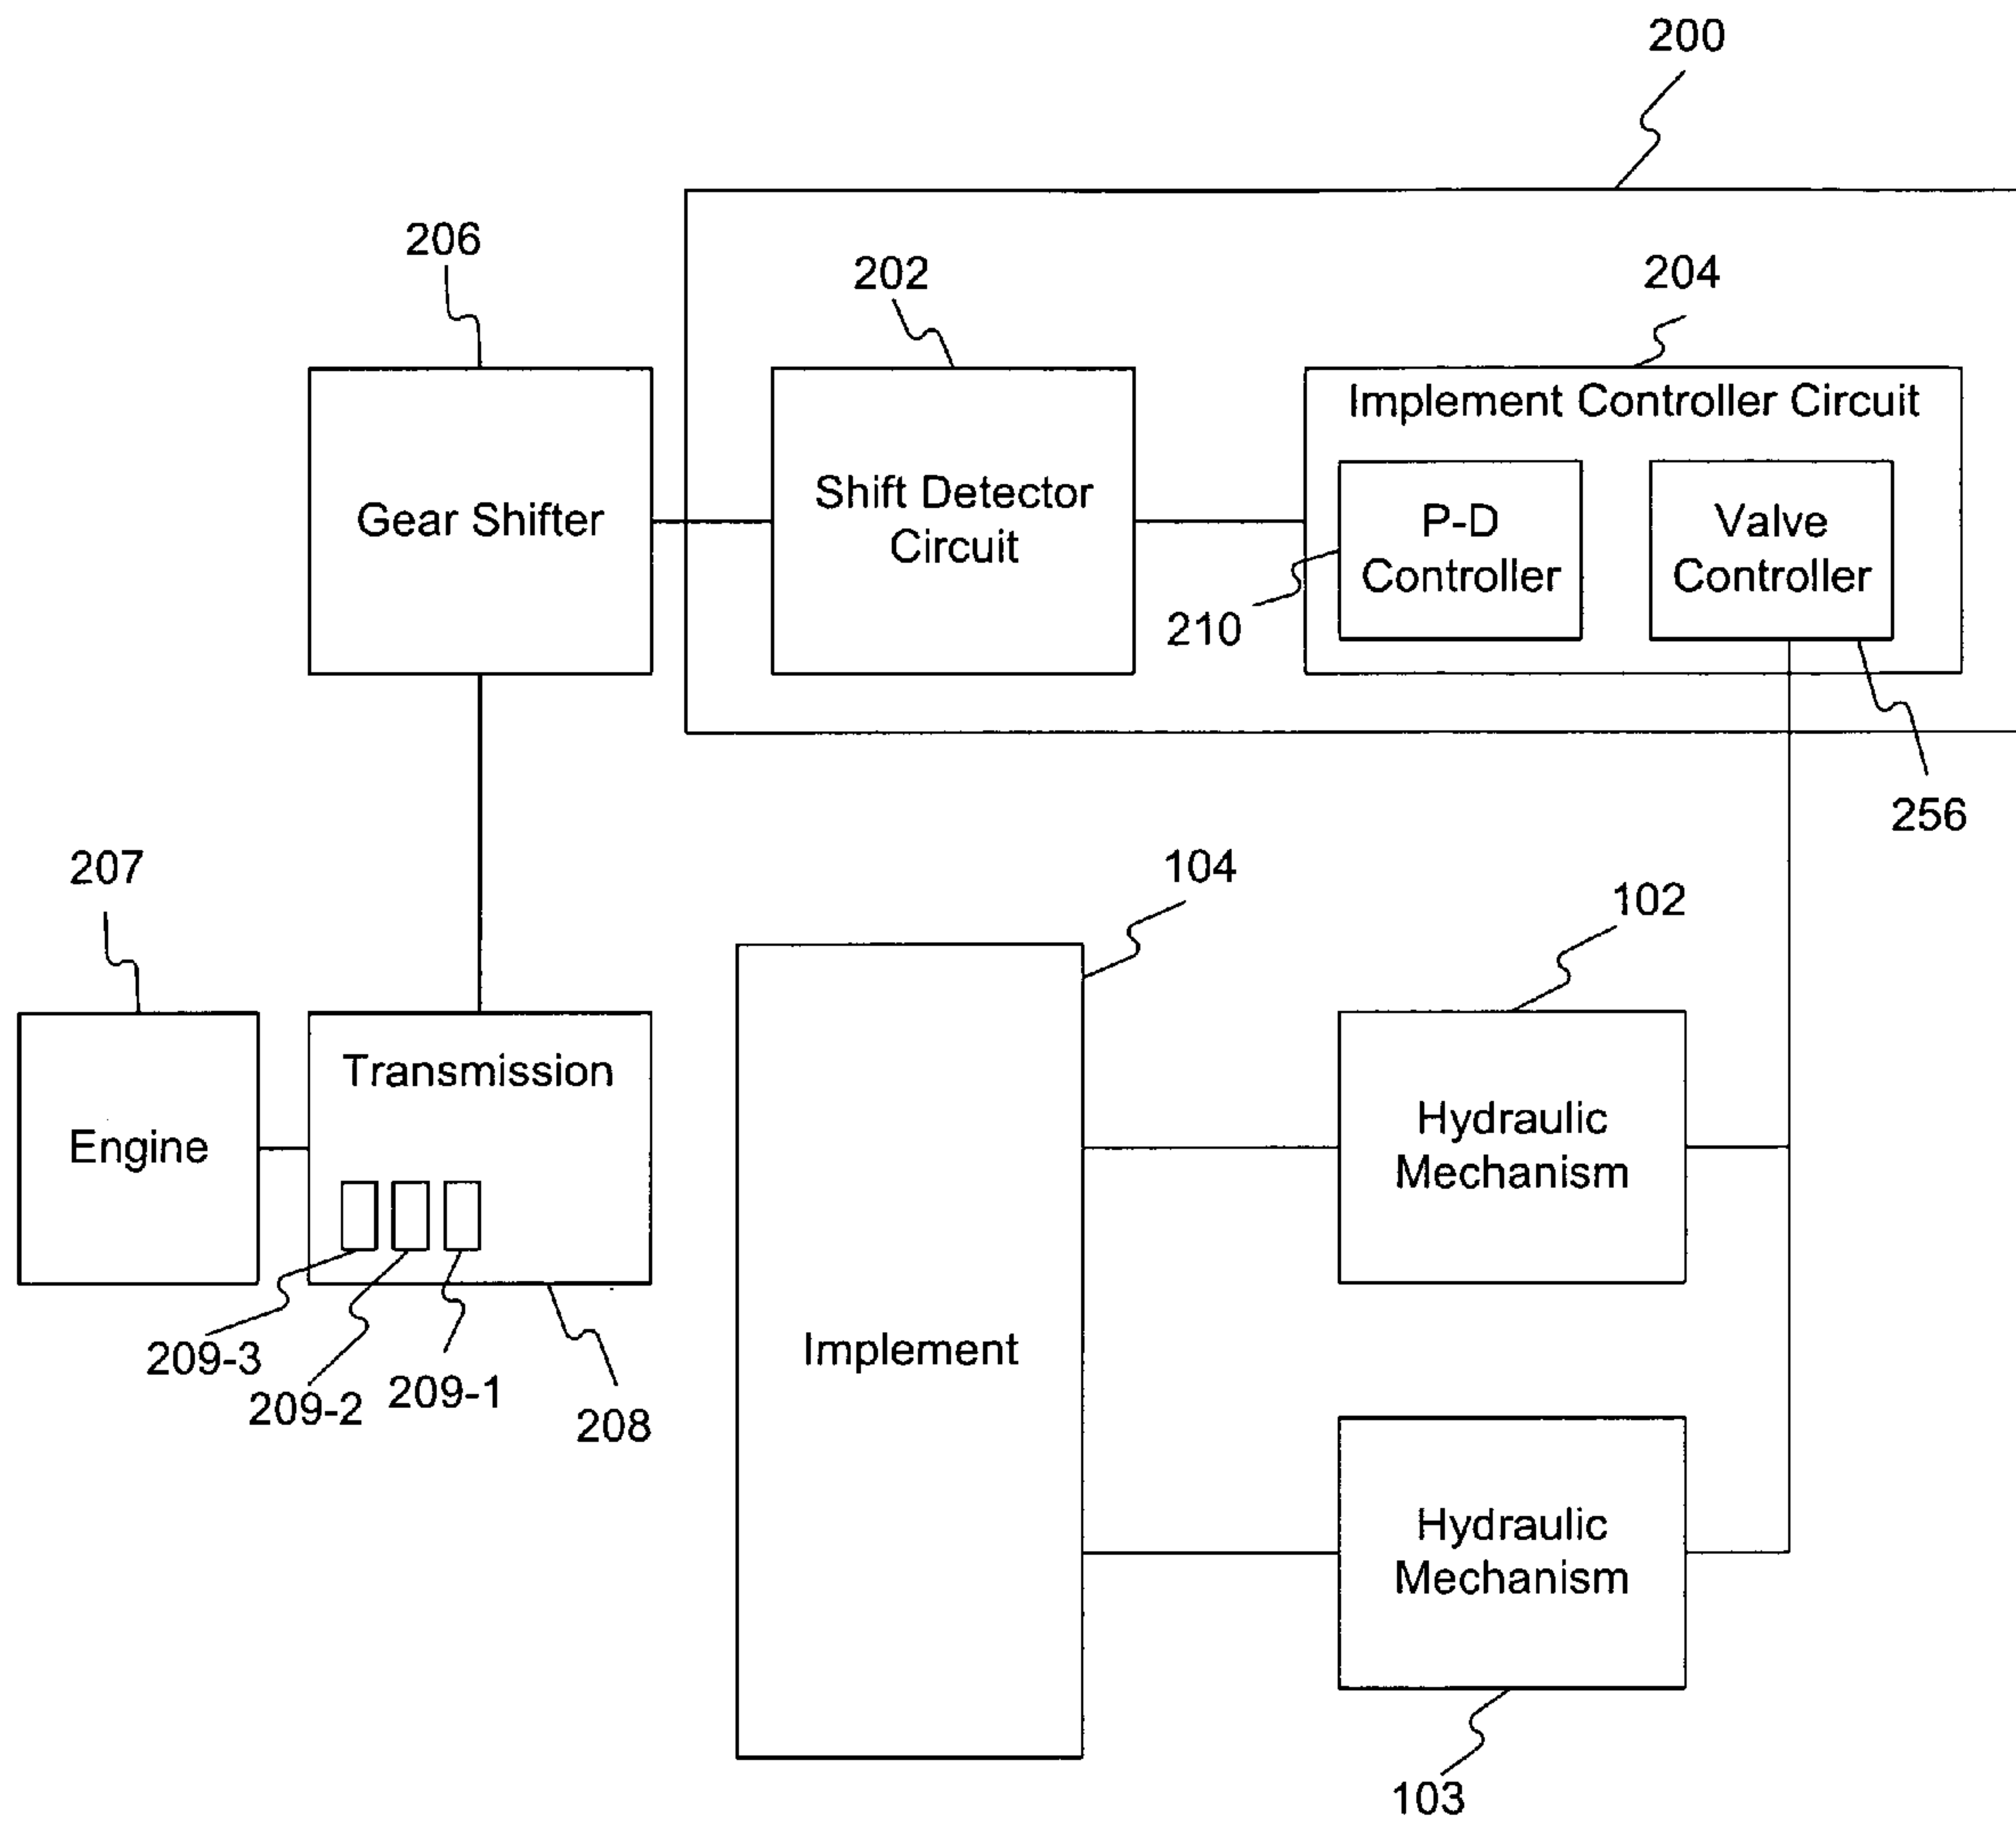 200
206
202
204
Implement Controller Circuit
Gear Shifter
Shift Detector
Circuit
P-D
Controller
Valve
Controller
210
256
207
104
102
Engine
Transmission
Hydraulic
Mechanism
209-3
209-2
209-1
208
Implement
Hydraulic
Mechanism
103